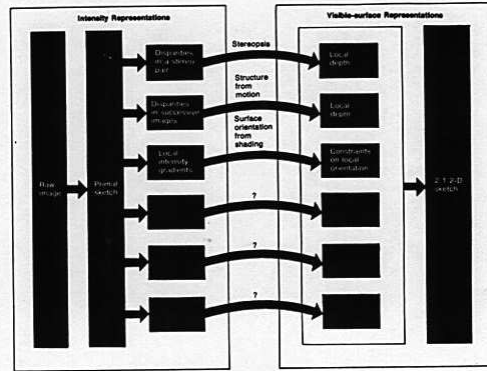 Intensity Representations
Visible-surface Representations
Raw
image
Primal
sketch
Disparities
in a stereo
pair
Disparities
in successive
images
Local
intensity
gradients
Stereopsis
Structure
from
motion
Surface
orientation
from
shading
?
?
?
Local
depth
Local
depth
Constraints
on local
orientation
2 1 2-D
sketch